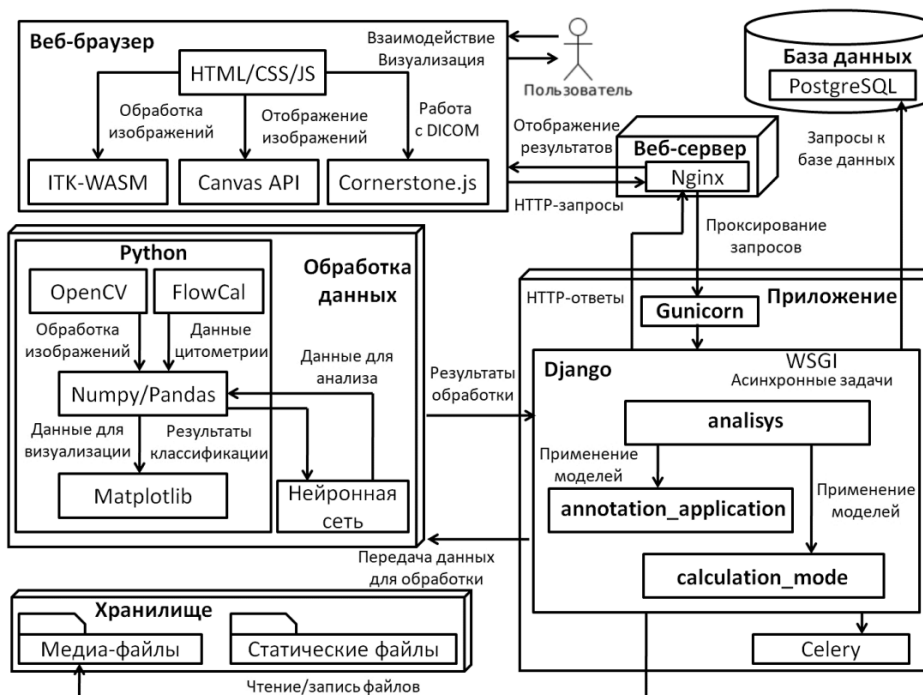 Веб-браузер
HTML/CSS/JS
Обработка
изображений
Отображение
изображений
Работа
с DICOM
ITK-WASM
Canvas API
Cornerstone.js
Взаимодействие
Визуализация
Пользователь
База данных
PostgreSQL
Отображение
результатов
HTTP-запросы
Веб-сервер
Nginx
Запросы к
базе данных
Проксирование
запросов
HTTP-ответы
Python
Обработка
данных
OpenCV
FlowCal
Обработка
изображений
Данные
цитометрии
Данные для
анализа
Numpy/Pandas
Данные для
визуализации
Результаты
классификации
Matplotlib
Нейронная
сеть
Результаты
обработки
Передача данных
для обработки
Приложение
Gunicorn
Django
WSGI
Асинхронные задачи
analisys
Применение
моделей
annotation_application
Применение
моделей
calculation_mode
Celery
Хранилище
Медиа-файлы
Статические файлы
Чтение/запись файлов